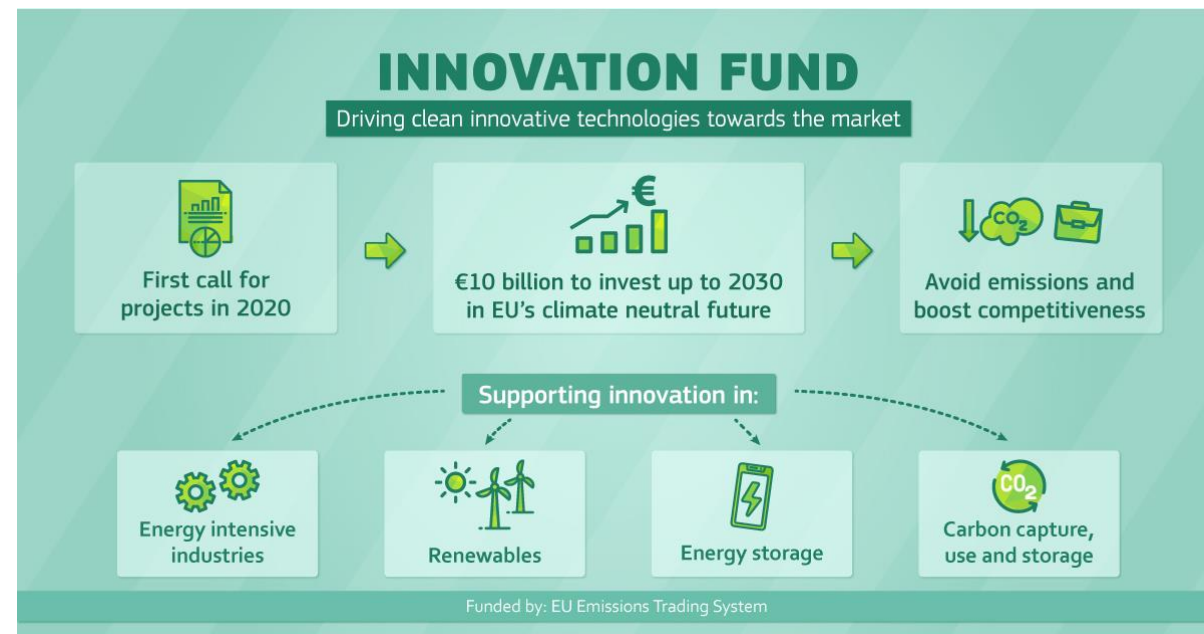 INNOVATION FUND
Driving clean innovative technologies towards the market
€
CO2
First call for
projects in 2020
€10 billion to invest up to 2030
in EU’s climate neutral future
Avoid emissions and
boost competitiveness
Supporting innovation in:
CO2
Energy intensive
industries
Renewables
Energy storage
Carbon capture,
use and storage
Funded by: EU Emissions Trading System